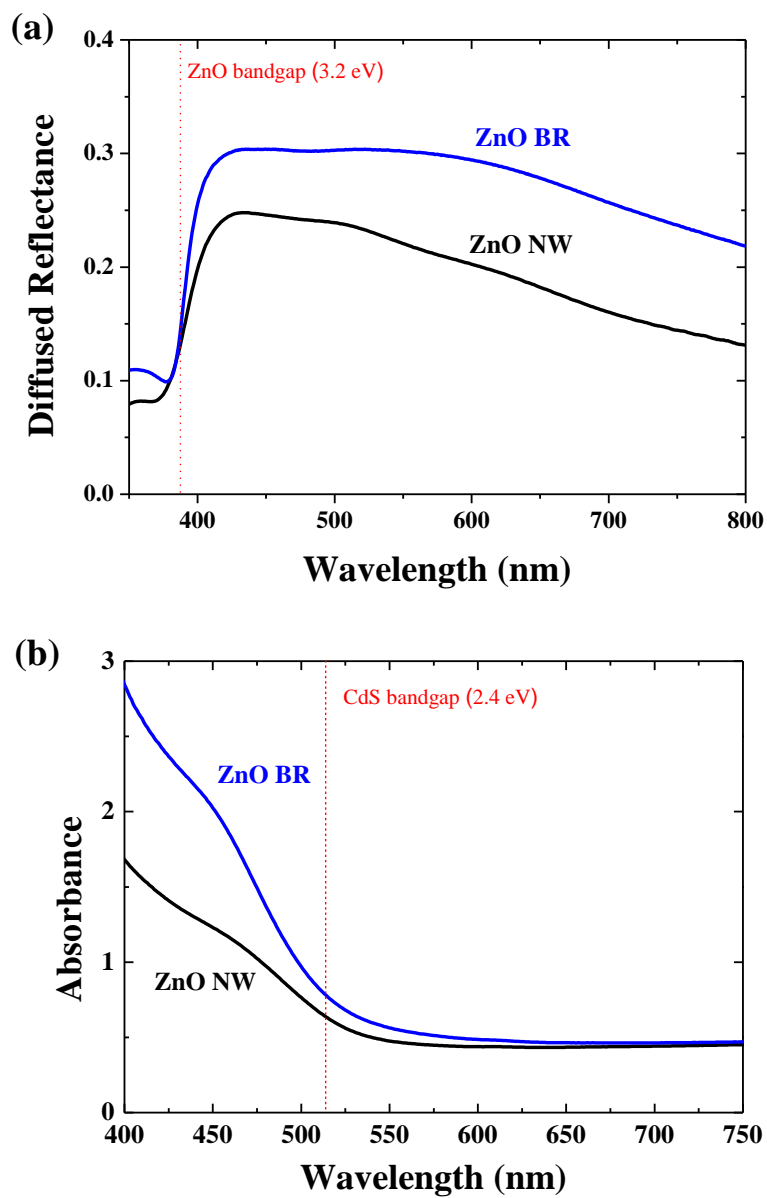 (a)
0.4
ZnO bandgap (3.2 eV)
ZnO BR
0.3
ZnO NW
0.2
0.1
0.0
400 500 600 700 800
Diffused Reflectance
Wavelength (nm)
(b)
3
CdS bandgap (2.4 eV)
ZnO BR
2
1
ZnO NW
0
400 450 500 550 600 650 700 750
Absorbance
Wavelength (nm)